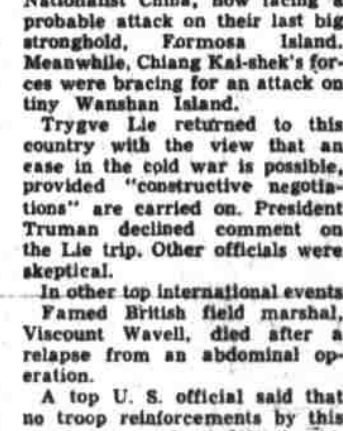 Nationalist China, now facing a
probable attack on their last big
stronghold, Formosa Island.
Meanwhile, Chiang Kai-shek's for-
ces were bracing for an attack on
tiny Wanshan Island.
Trygve Lie returned to this
country with the view that an
ease in the cold war is possible,
provided "constructive negotia-
tions" are carried on. President
Truman declined comment on
the Lie trip. Other officials were
skeptical.
In other top international events
Famed British field marshal,
Viscount Wavell, died after a
relapse from an abdominal op-
eration.
A top U. S. official said that
no troop reinforcements by this